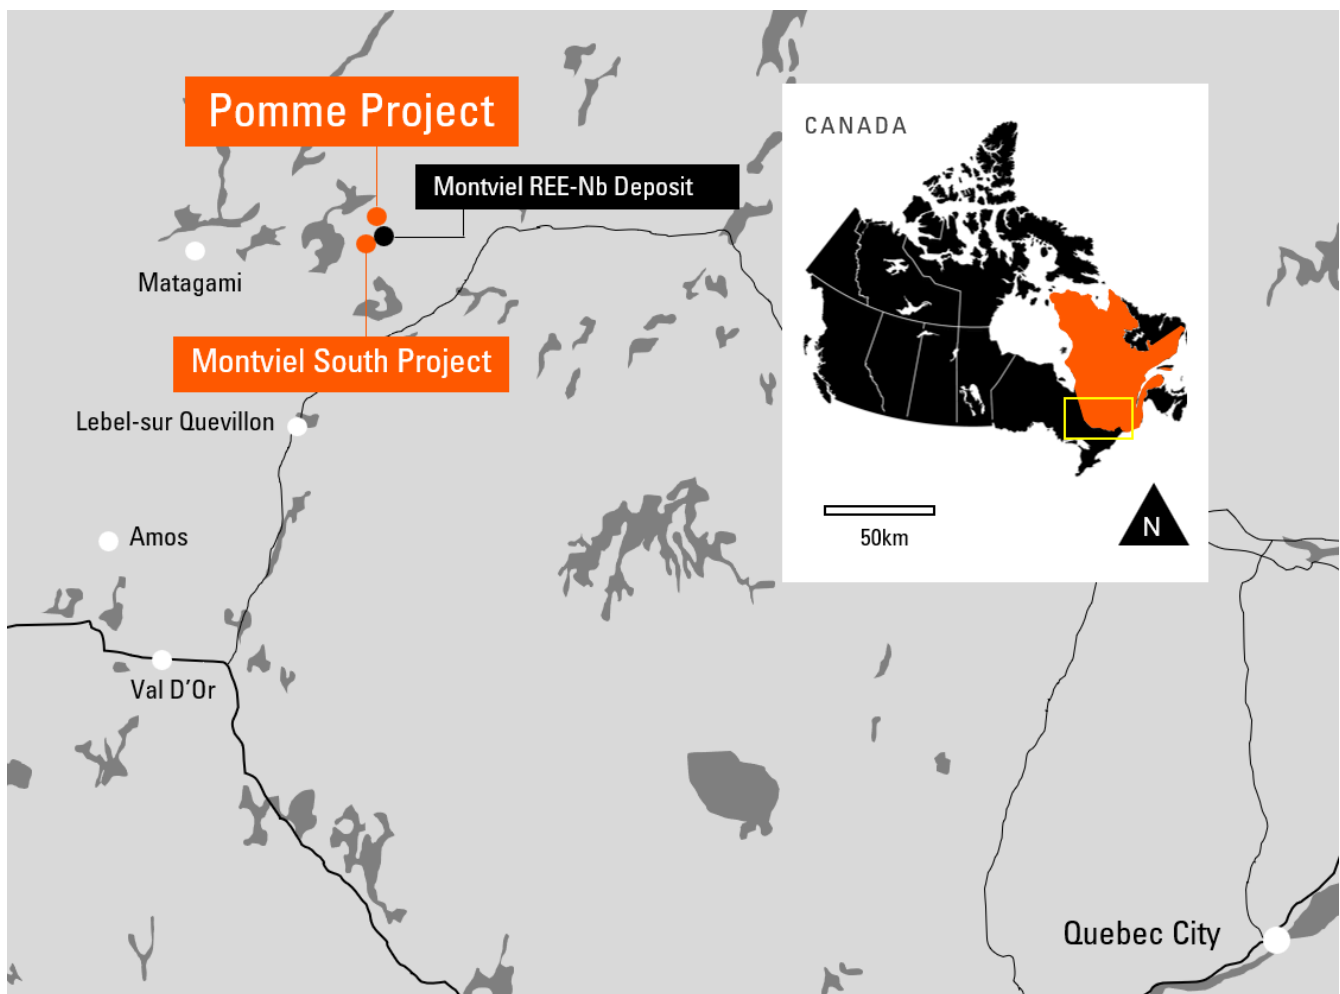 Pomme Project
CANADA
Montviel REE-Nb Deposit
Matagami
Montviel South Project
Lebel-sur Quevillon
50km
N
Amos
Val D'Or
Quebec City